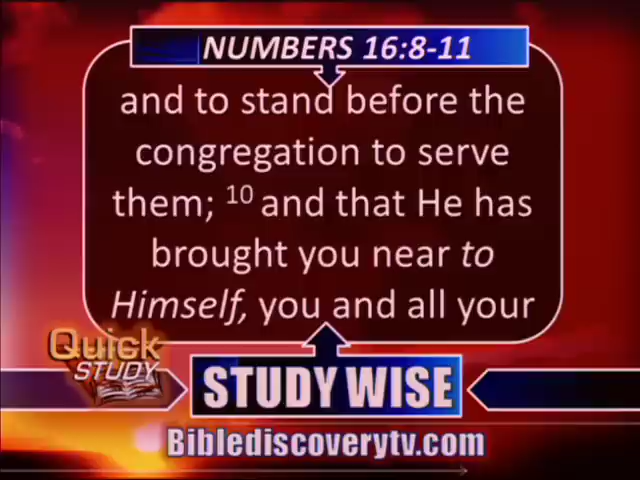 NUMBERS 16:8-11
and to stand before the
congregation to serve
them; 10 and that He has
brought you near to
Himself, you and all your
Quick
STUDY
STUDY WISE
Biblediscoverytv.com